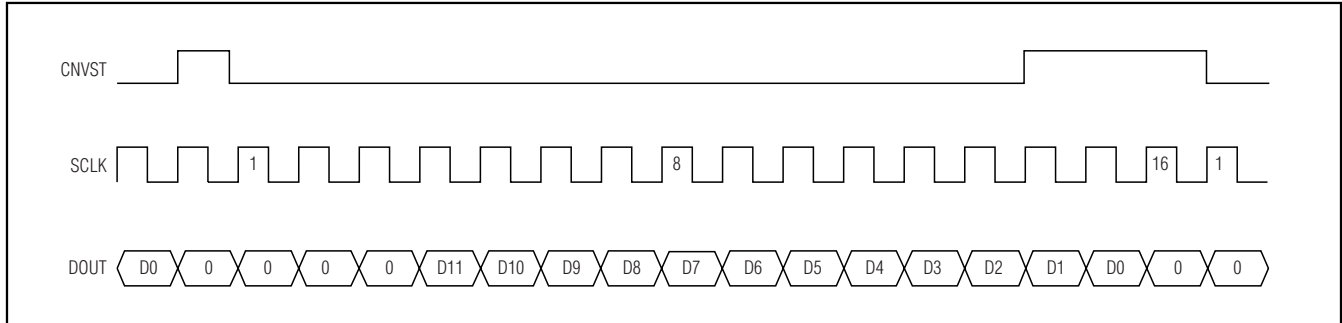 CNVST
SCLK 1 8 16 1
DOUT D0 0 0 0 0 D11 D10 D9 D8 D7 D6 D5 D4 D3 D2 D1 D0 0 0